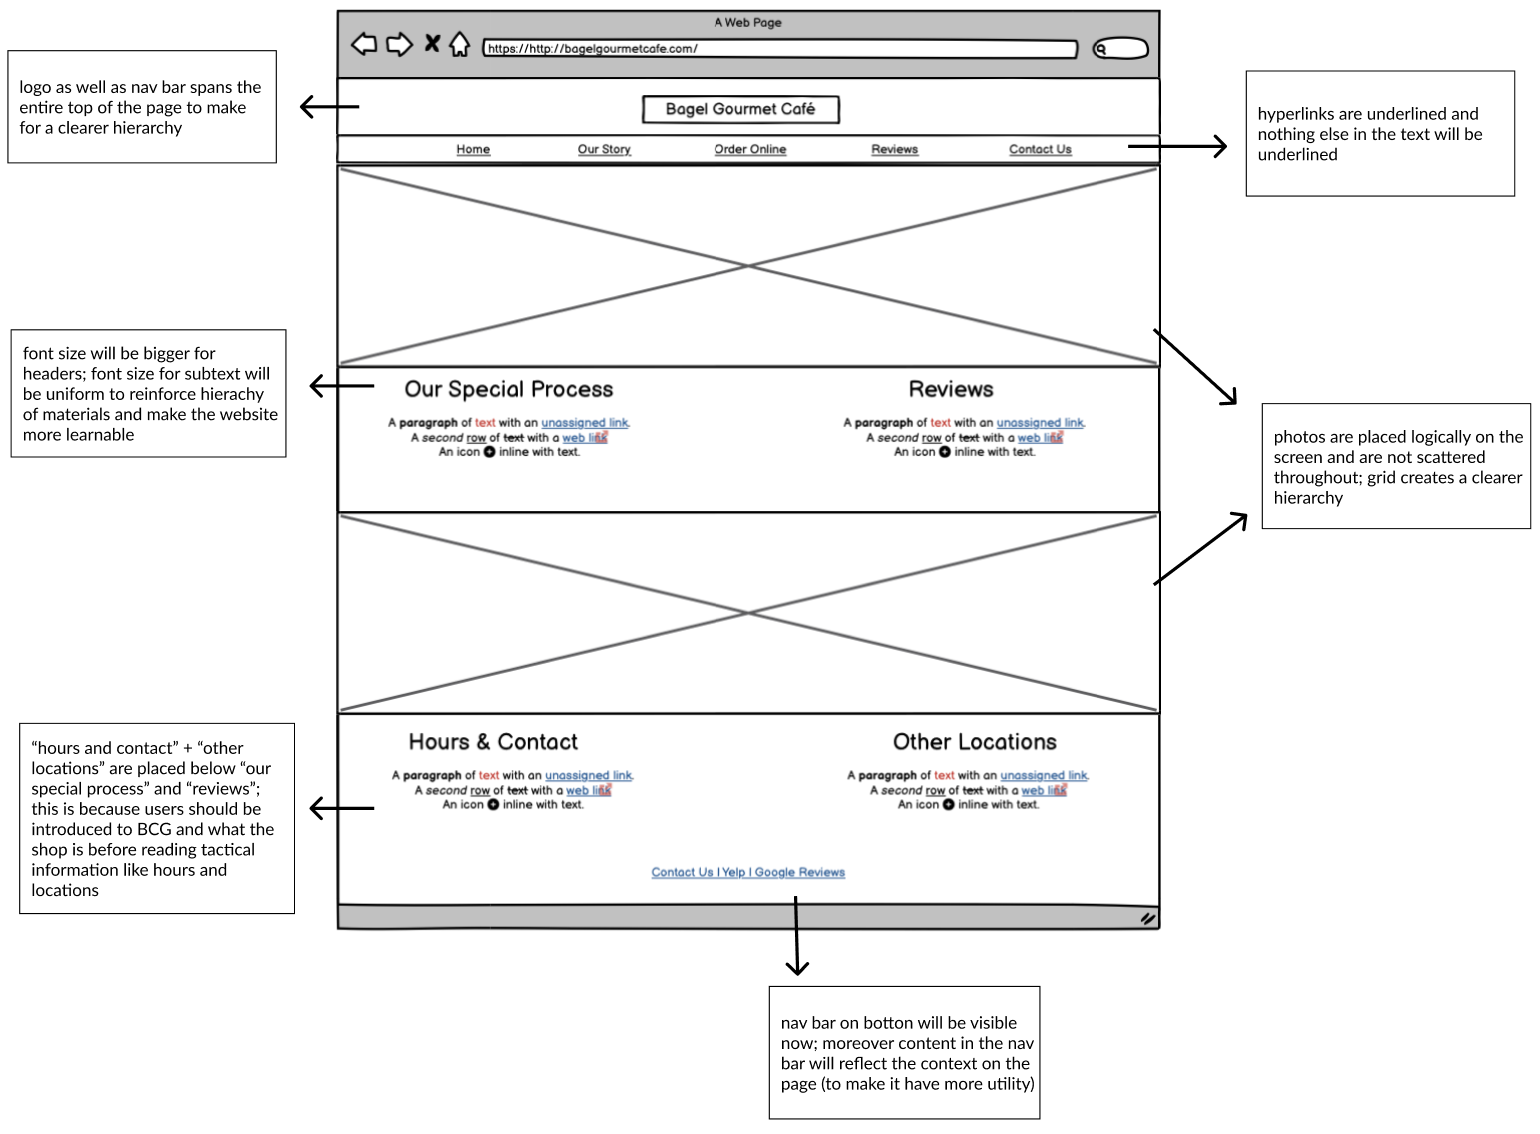 A Web Page
https://http://bagelgourmetcafe.com/
Bagel Gourmet Café
Home Our Story Order Online Reviews Contact Us
logo as well as nav bar spans the
entire top of the page to make
for a clearer hierarchy
hyperlinks are underlined and
nothing else in the text will be
underlined
font size will be bigger for
headers; font size for subtext will
be uniform to reinforce hierachy
of materials and make the website
more learnable
Our Special Process
A paragraph of text with an unassigned link.
A second row of text with a web link
An icon inline with text.
Reviews
A paragraph of text with an unassigned link.
A second row of text with a web link
An icon inline with text.
photos are placed logically on the
screen and are not scattered
throughout; grid creates a clearer
hierarchy
“hours and contact” + “other
locations” are placed below “our
special process” and “reviews”;
this is because users should be
introduced to BCG and what the
shop is before reading tactical
information like hours and
locations
Hours & Contact
A paragraph of text with an unassigned link.
A second row of text with a web link
An icon inline with text.
Other Locations
A paragraph of text with an unassigned link.
A second row of text with a web link
An icon inline with text.
Contact Us | Yelp | Google Reviews
nav bar on botton will be visible
now; moreover content in the nav
bar will reflect the context on the
page (to make it have more utility)